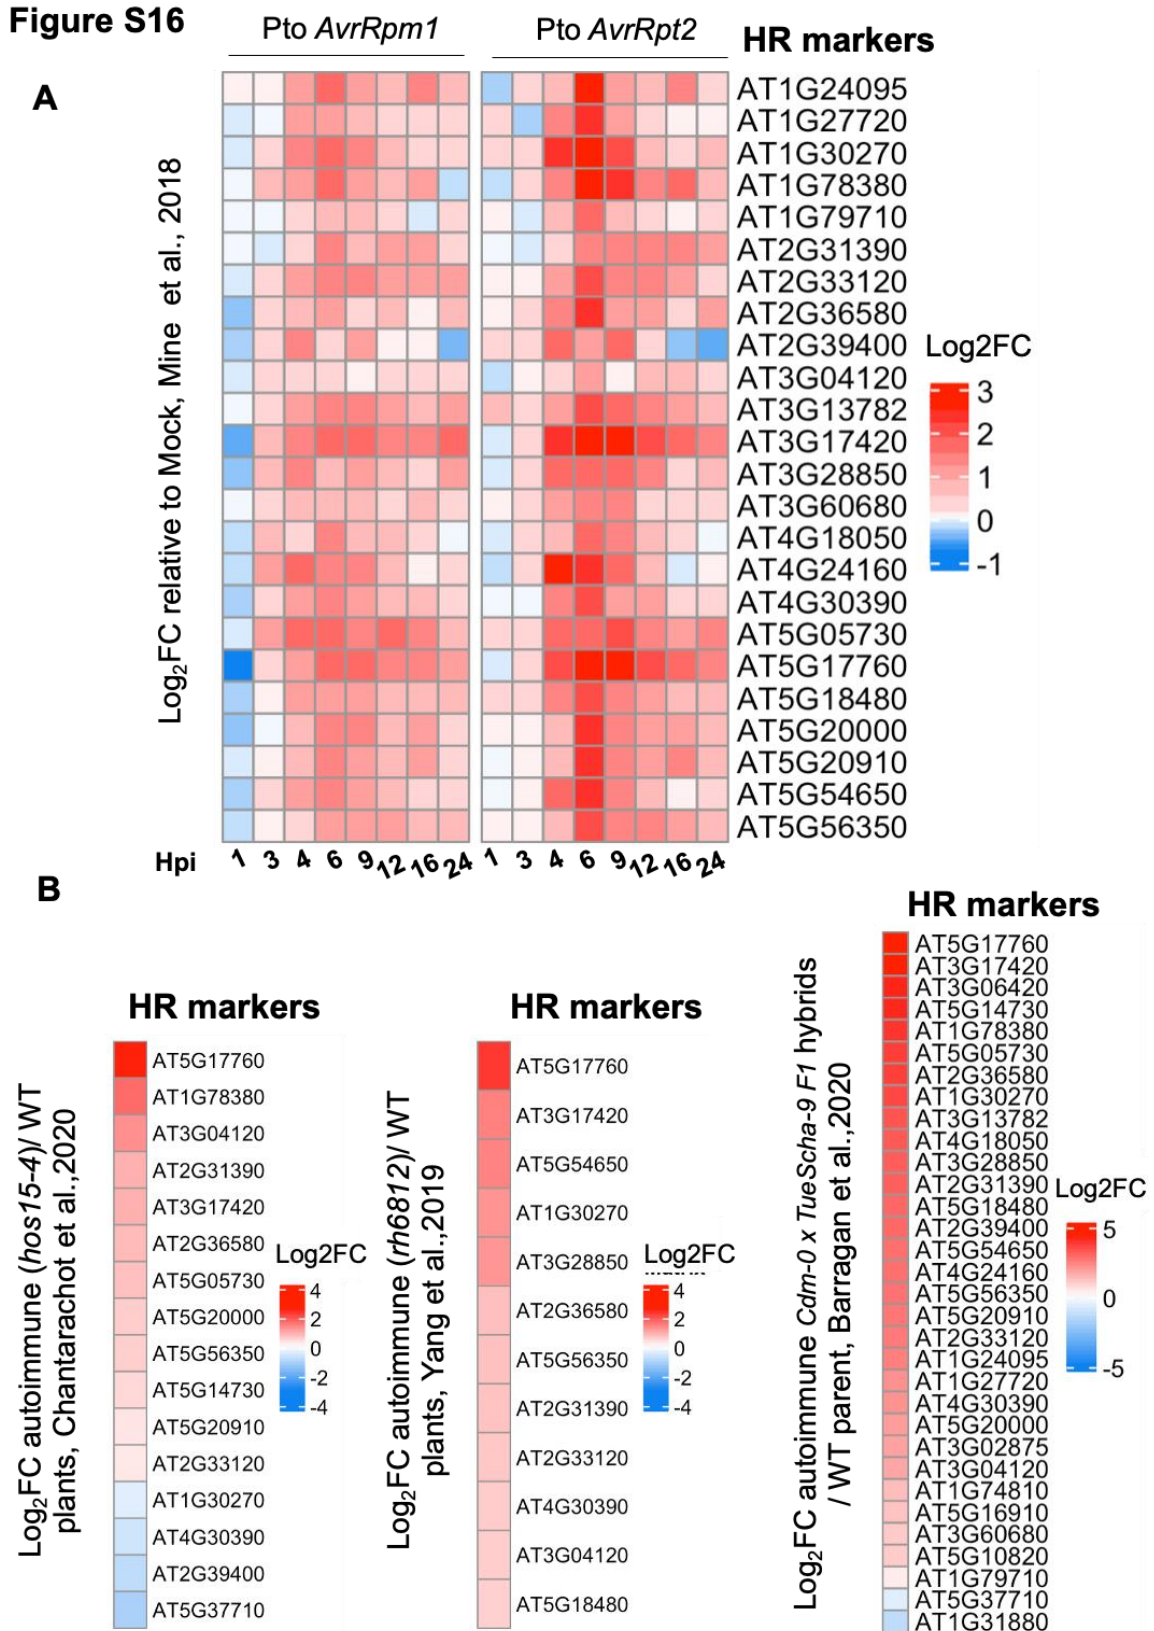 Figure S16
Pto AvrRpm1
Pto AvrRpt2
HR markers
A
Log2FC relative to Mock, Mine et al., 2018
AT1G24095
AT1G27720
AT1G30270
AT1G78380
AT1G79710
AT2G31390
AT2G33120
AT2G36580
AT2G39400
AT3G04120
AT3G13782
AT3G17420
AT3G28850
AT3G60680
AT4G18050
AT4G24160
AT4G30390
AT5G05730
AT5G17760
AT5G18480
AT5G20000
AT5G20910
AT5G54650
AT5G56350
Log2FC
3
2
1
0
-1
Hpi 1 3 4 6 9 12 16 24 1 3 4 6 9 12 16 24
B
Log2FC autoimmune (hos15-4)/ WT
plants, Chantarachot et al.,2020
HR markers
AT5G17760
AT1G78380
AT3G04120
AT2G31390
AT3G17420
AT2G36580
AT5G05730
AT5G20000
AT5G56350
AT5G14730
AT5G20910
AT2G33120
AT1G30270
AT4G30390
AT2G39400
AT5G37710
Log2FC
4
2
0
-2
-4
Log2FC autoimmune (rh6812)/ WT
plants, Yang et al.,2019
HR markers
AT5G17760
AT3G17420
AT5G54650
AT1G30270
AT3G28850
AT2G36580
AT5G56350
AT2G31390
AT2G33120
AT4G30390
AT3G04120
AT5G18480
Log2FC
4
2
0
-2
-4
Log2FC autoimmune Cdm-0 x TueScha-9 F1 hybrids
/ WT parent, Barragan et al.,2020
HR markers
AT5G17760
AT3G17420
AT3G06420
AT5G14730
AT1G78380
AT5G05730
AT2G36580
AT1G30270
AT3G13782
AT4G18050
AT3G28850
AT2G31390
AT5G18480
AT2G39400
AT5G54650
AT4G24160
AT5G56350
AT5G20910
AT2G33120
AT1G24095
AT1G27720
AT4G30390
AT5G20000
AT3G02875
AT3G04120
AT1G74810
AT5G16910
AT3G60680
AT5G10820
AT1G79710
AT5G37710
AT1G31880
Log2FC
5
0
-5